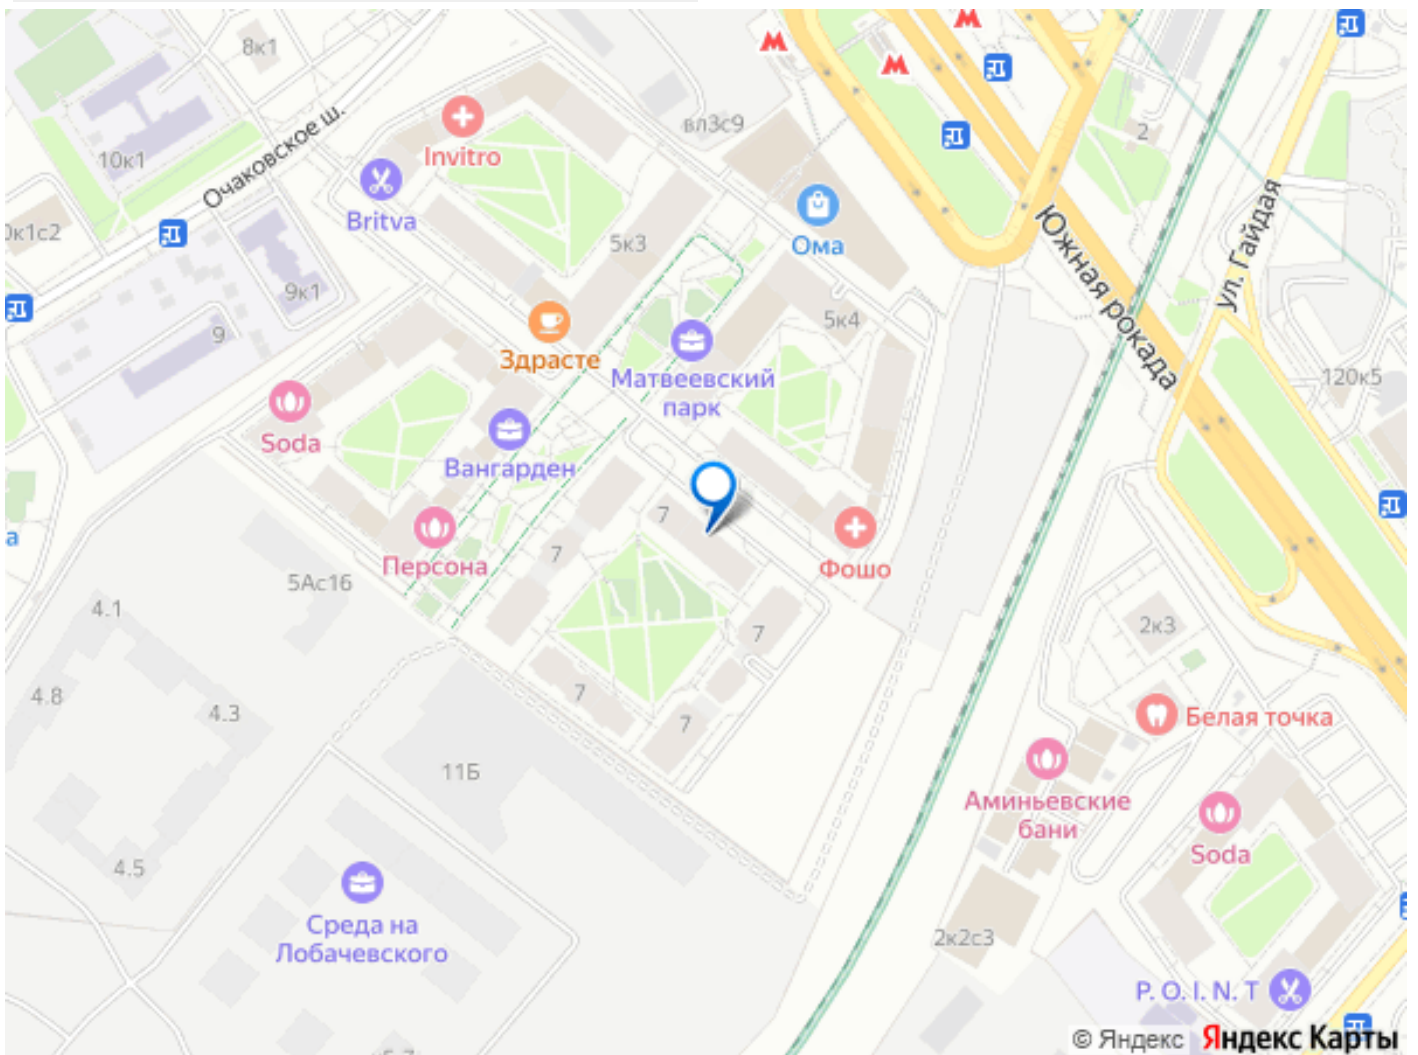 8к1
вл3с9
2
Invitro
10к1
Очаковское ш.
Britva
0к1с2
5к3
Ома
Южная рокада
ул. Гайдая
9к1
9
Здрасте
5к4
Матвеевский
парк
120к5
Soda
Вангарден
7
7
Персона
Фошо
а
5Ас16
4.1
7
2к3
4.8
4.3
7
7
Белая точка
11Б
Аминьевские
бани
Soda
4.5
Среда на
Лобачевского
2к2с3
P. O. I. N. T
© Яндекс Яндекс Карты